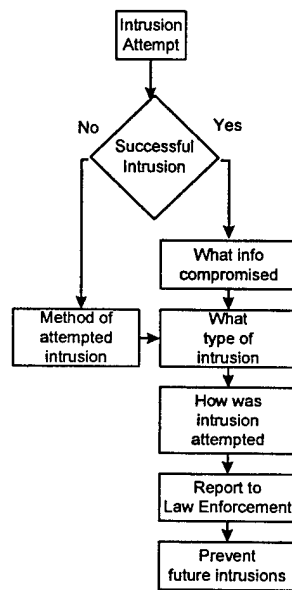 Intrusion
Attempt
No
Yes
Successful
Intrusion
What info
compromised
Method of
attempted
intrusion
What
type of
intrusion
How was
intrusion
attempted
Report to
Law Enforcement
Prevent
future intrusions